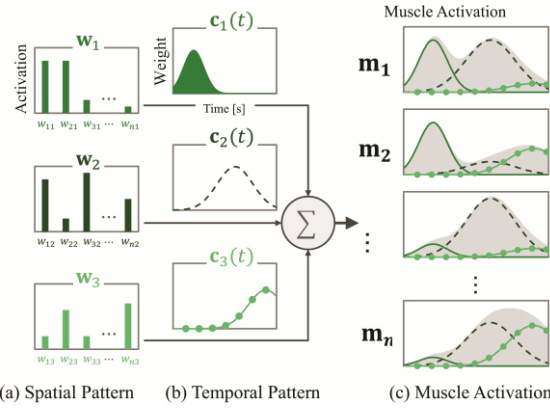 Muscle Activation
w1
c1(t)
Activation
Weight
m1
w11 w21 w31 ... wn1
Time [s]
w2
c2(t)
m2
...
w12 w22 w32 ... wn2
Σ
...
w3
c3(t)
...
mn
...
w13 w23 w33 ... wn3
(a) Spatial Pattern (b) Temporal Pattern (c) Muscle Activation